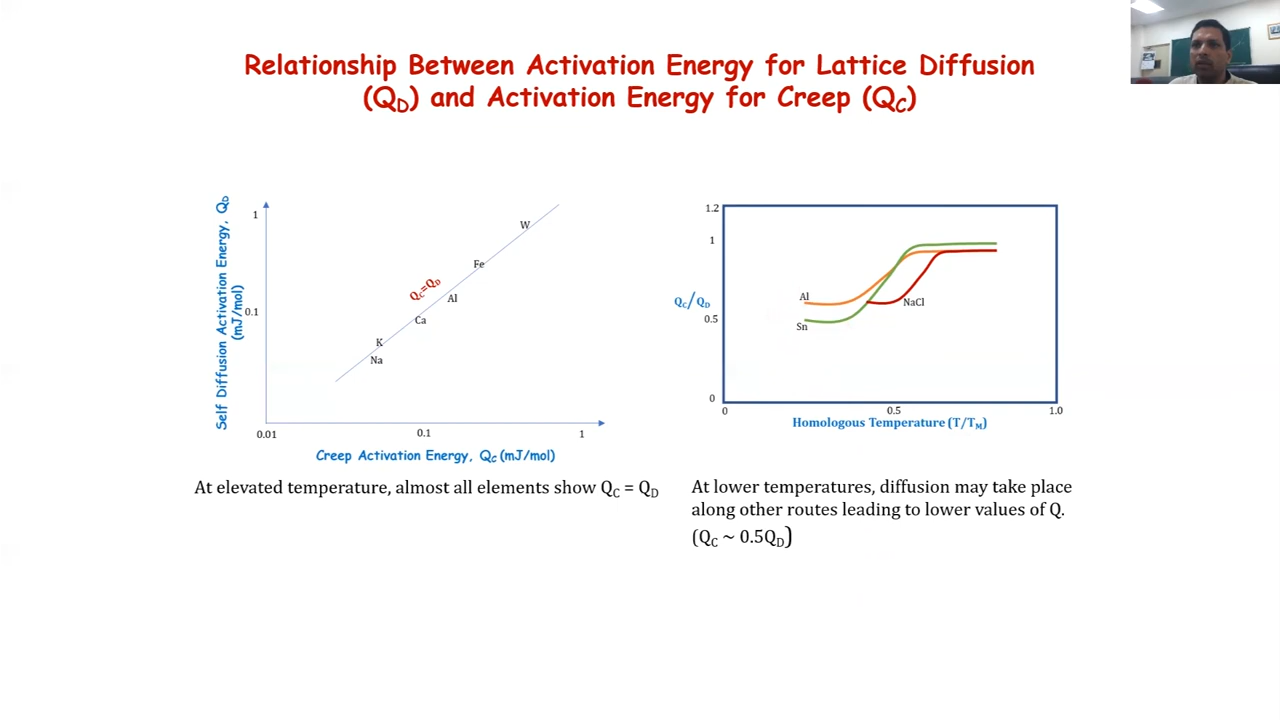 Relationship Between Activation Energy for Lattice Diffusion
(QD) and Activation Energy for Creep (QC)
Self Diffusion Activation Energy, QD
(mJ/mol)
1
0.1
0.01
0.1
1
W
Fe
QC=QD
Al
Ca
K
Na
Creep Activation Energy, QC (mJ/mol)
At elevated temperature, almost all elements show QC = QD
1.2
1
QC/QD
0.5
0
Al
Sn
NaCl
0
0.5
1.0
Homologous Temperature (T/TM)
At lower temperatures, diffusion may take place
along other routes leading to lower values of Q.
(QC ~ 0.5QD)